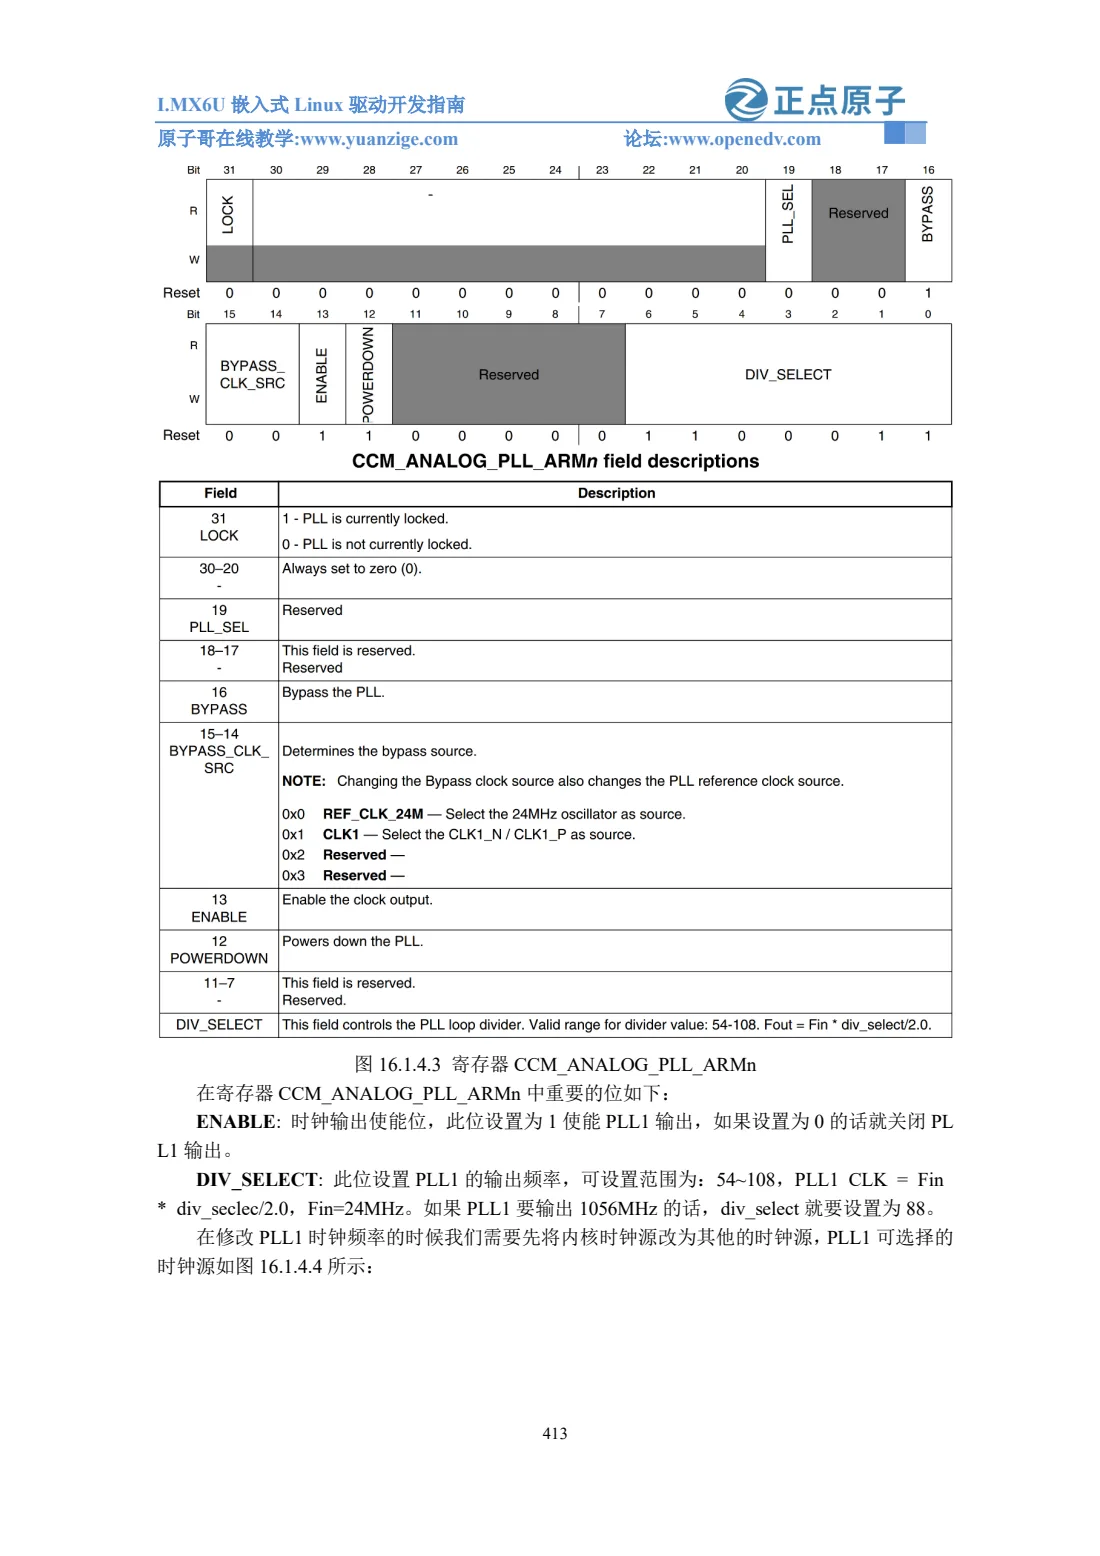 I.MX6U 嵌入式 Linux 驱动开发指南
正点原子
原子哥在线教学:www.yuanzige.com 论坛:www.openedv.com
Bit 31 30 29 28 27 26 25 24 23 22 21 20 19 18 17 16
R LOCK - PLL_SEL Reserved BYPASS
W
Reset 0 0 0 0 0 0 0 0 0 0 0 0 0 0 0 1
Bit 15 14 13 12 11 10 9 8 7 6 5 4 3 2 1 0
R BYPASS_ CLK_SRC ENABLE POWERDOWN Reserved DIV_SELECT
W
Reset 0 0 1 1 0 0 0 0 0 1 1 0 0 0 1 1
CCM_ANALOG_PLL_ARMn field descriptions
Field Description
31 1 - PLL is currently locked.
LOCK
0 - PLL is not currently locked.
30–20 Always set to zero (0).
-
19 Reserved
PLL_SEL
18–17 This field is reserved.
- Reserved
16 Bypass the PLL.
BYPASS
15–14
BYPASS_CLK_ Determines the bypass source.
SRC
NOTE: Changing the Bypass clock source also changes the PLL reference clock source.
0x0 REF_CLK_24M — Select the 24MHz oscillator as source.
0x1 CLK1 — Select the CLK1_N / CLK1_P as source.
0x2 Reserved —
0x3 Reserved —
13 Enable the clock output.
ENABLE
12 Powers down the PLL.
POWERDOWN
11–7 This field is reserved.
- Reserved.
DIV_SELECT This field controls the PLL loop divider. Valid range for divider value: 54-108. Fout = Fin * div_select/2.0.
图 16.1.4.3 寄存器 CCM_ANALOG_PLL_ARMn
在寄存器 CCM_ANALOG_PLL_ARMn 中重要的位如下：
ENABLE: 时钟输出使能位，此位设置为 1 使能 PLL1 输出，如果设置为 0 的话就关闭 PL
L1 输出。
DIV_SELECT: 此位设置 PLL1 的输出频率，可设置范围为：54~108，PLL1 CLK = Fin
* div_seclec/2.0，Fin=24MHz。如果 PLL1 要输出 1056MHz 的话，div_select 就要设置为 88。
在修改 PLL1 时钟频率的时候我们需要先将内核时钟源改为其他的时钟源，PLL1 可选择的
时钟源如图 16.1.4.4 所示：
413